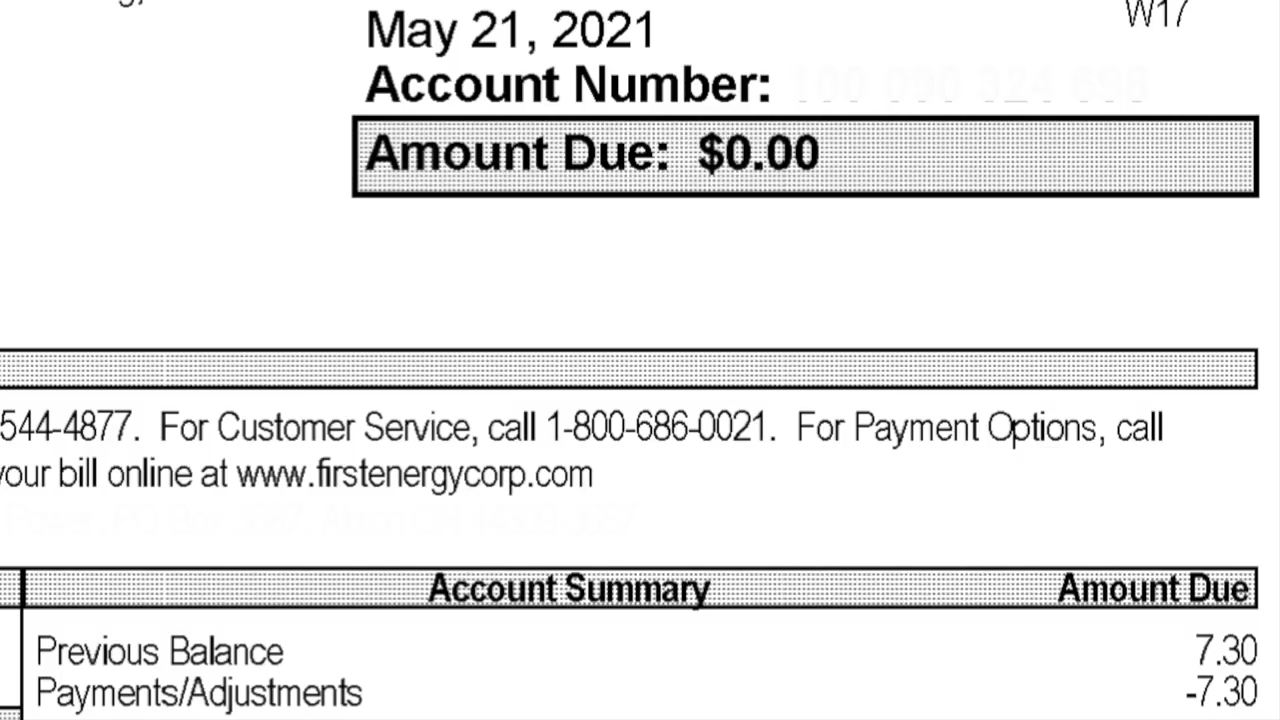 W17
May 21, 2021
Account Number:
Amount Due: $0.00
544-4877. For Customer Service, call 1-800-686-0021. For Payment Options, call
your bill online at www.firstenergycorp.com
Account Summary Amount Due
Previous Balance 7.30
Payments/Adjustments -7.30